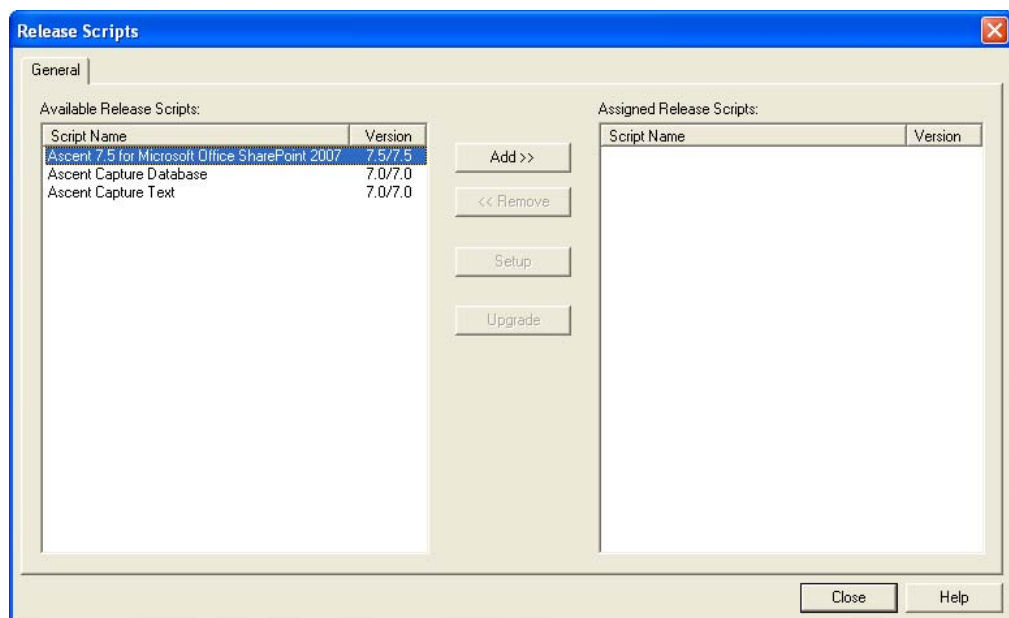 Release Scripts
General
Available Release Scripts:
Script Name Version
Ascent 7.5 for Microsoft Office SharePoint 2007 7.5/7.5
Ascent Capture Database 7.0/7.0
Ascent Capture Text 7.0/7.0
Add >>
<< Remove
Setup
Upgrade
Assigned Release Scripts:
Script Name Version
Close Help